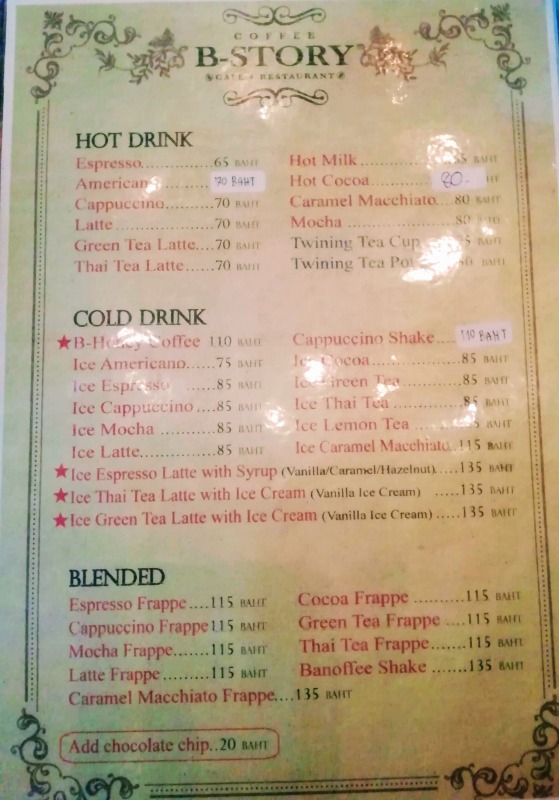 COFFEE
B-STORY
CAFE & RESTAURANT
HOT DRINK
Espresso.................65 BAHT
Americano.......... 70 BAHT
Cappuccino........70 BAHT
Latte ...................70 BAHT
Green Tea Latte....70 BAHT
Thai Tea Latte......70 BAHT
Hot Milk ................. BAHT
Hot Cocoa............ 80.-
Caramel Macchiato....80 BAHT
Mocha ....................80 BAHT
Twining Tea Cup BAHT
Twining Tea Pot BAHT
COLD DRINK
★B-Honey Coffee 110 BAHT
Ice Americano......75 BAHT
Ice Espresso ......85 BAHT
Ice Cappuccino ....85 BAHT
Ice Mocha ..........85 BAHT
Ice Latte..............85 BAHT
Cappuccino Shake.... 110 BAHT
Ice Cocoa ................85 BAHT
Ice Green Tea...........85 BAHT
Ice Thai Tea .............85 BAHT
Ice Lemon Tea ........ BAHT
Ice Caramel Macchiato..115 BAHT
★Ice Espresso Latte with Syrup (Vanilla/Caramel/Hazelnut).....135 BAHT
★Ice Thai Tea Latte with Ice Cream (Vanilla Ice Cream) .....135 BAHT
★Ice Green Tea Latte with Ice Cream (Vanilla Ice Cream) .....135 BAHT
BLENDED
Espresso Frappe....115 BAHT
Cappuccino Frappe115 BAHT
Mocha Frappe.......115 BAHT
Latte Frappe .........115 BAHT
Caramel Macchiato Frappe....135 BAHT
Cocoa Frappe ..........115 BAHT
Green Tea Frappe ....115 BAHT
Thai Tea Frappe.......115 BAHT
Banoffee Shake .......135 BAHT
Add chocolate chip..20 BAHT